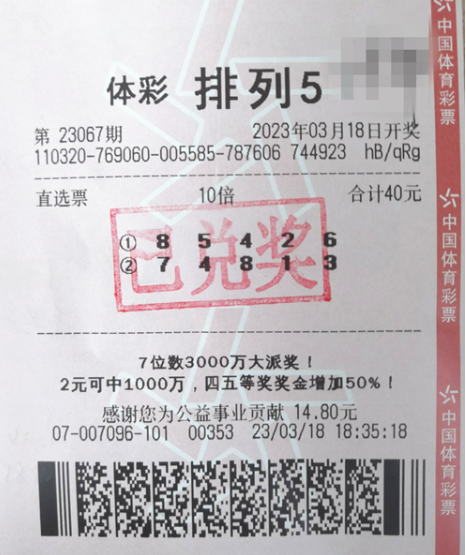 体彩 排列5
第 23067期 2023年03月18日开奖
110320-769060-005585-787606 744923 hB/qRg
直选票 10倍 合计40元
① 8 5 4 2 6
② 7 4 8 1 3
已兑奖
7位数3000万大派奖！
2元可中1000万，四五等奖奖金增加50%！
感谢您为公益事业贡献 14.80元
07-007096-101 00353 23/03/18 18:35:18
中国体育彩票
中国体育彩票
中国体育彩票